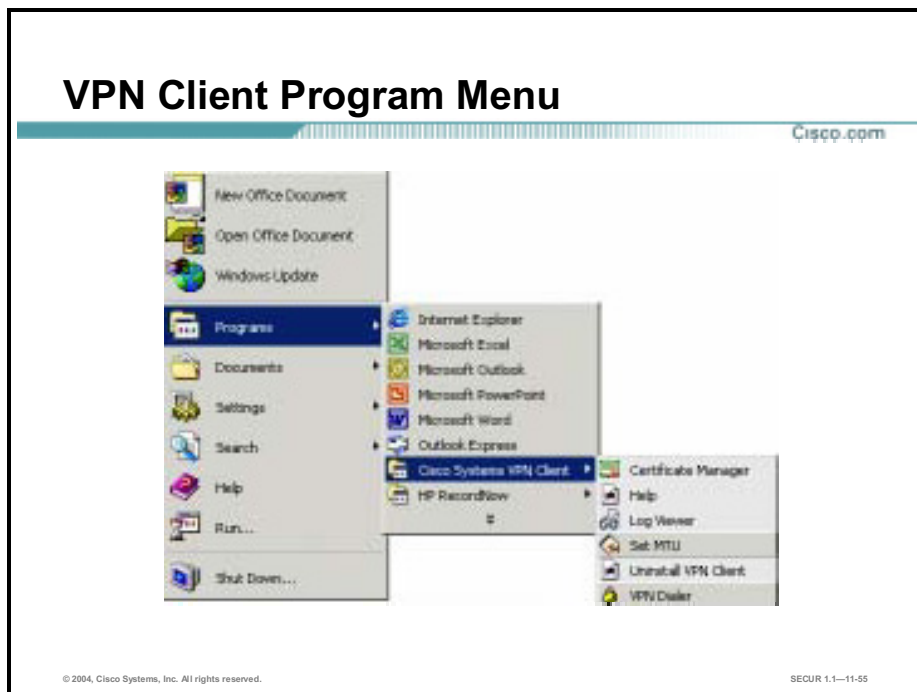 VPN Client Program Menu
Cisco.com
New Office Document
Open Office Document
Windows Update
Programs
Documents
Settings
Search
Help
Run...
Shut Down...
Internet Explorer
Microsoft Excel
Microsoft Outlook
Microsoft PowerPoint
Microsoft Word
Outlook Express
Cisco Systems VPN Client
HP RecordNow
Certificate Manager
Help
Log Viewer
Set MTU
Uninstall VPN Client
VPN Dialer
© 2004, Cisco Systems, Inc. All rights reserved.
SECUR 1.1—11-55